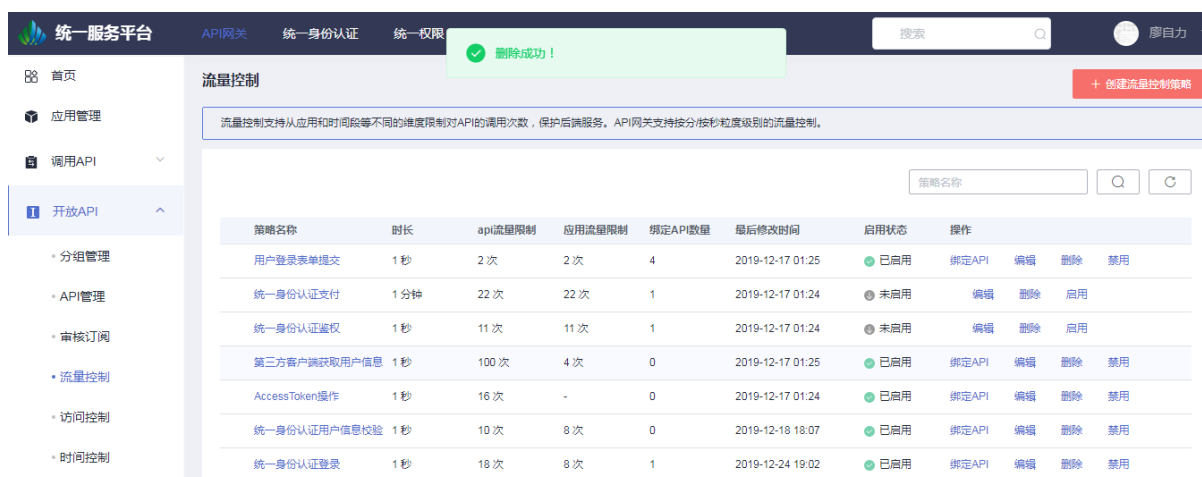 统一服务平台 API网关 统一身份认证 统一权限 搜索 廖自力
删除成功！
首页
应用管理
调用API
开放API
分组管理
API管理
审核订阅
流量控制
访问控制
时间控制
流量控制 + 创建流量控制策略
流量控制支持从应用和时间段等不同的维度限制对API的调用次数，保护后端服务。API网关支持按分/按秒粒度级别的流量控制。
策略名称
策略名称 时长 api流量限制 应用流量限制 绑定API数量 最后修改时间 启用状态 操作
用户登录表单提交 1 秒 2 次 2 次 4 2019-12-17 01:25 已启用 绑定API 编辑 删除 禁用
统一身份认证支付 1 分钟 22 次 22 次 1 2019-12-17 01:24 未启用 编辑 删除 启用
统一身份认证鉴权 1 秒 11 次 11 次 1 2019-12-17 01:24 未启用 编辑 删除 启用
第三方客户端获取用户信息 1 秒 100 次 4 次 0 2019-12-17 01:25 已启用 绑定API 编辑 删除 禁用
AccessToken操作 1 秒 16 次 - 0 2019-12-17 01:24 已启用 绑定API 编辑 删除 禁用
统一身份认证用户信息校验 1 秒 10 次 8 次 0 2019-12-18 18:07 已启用 绑定API 编辑 删除 禁用
统一身份认证登录 1 秒 18 次 8 次 1 2019-12-24 19:02 已启用 绑定API 编辑 删除 禁用